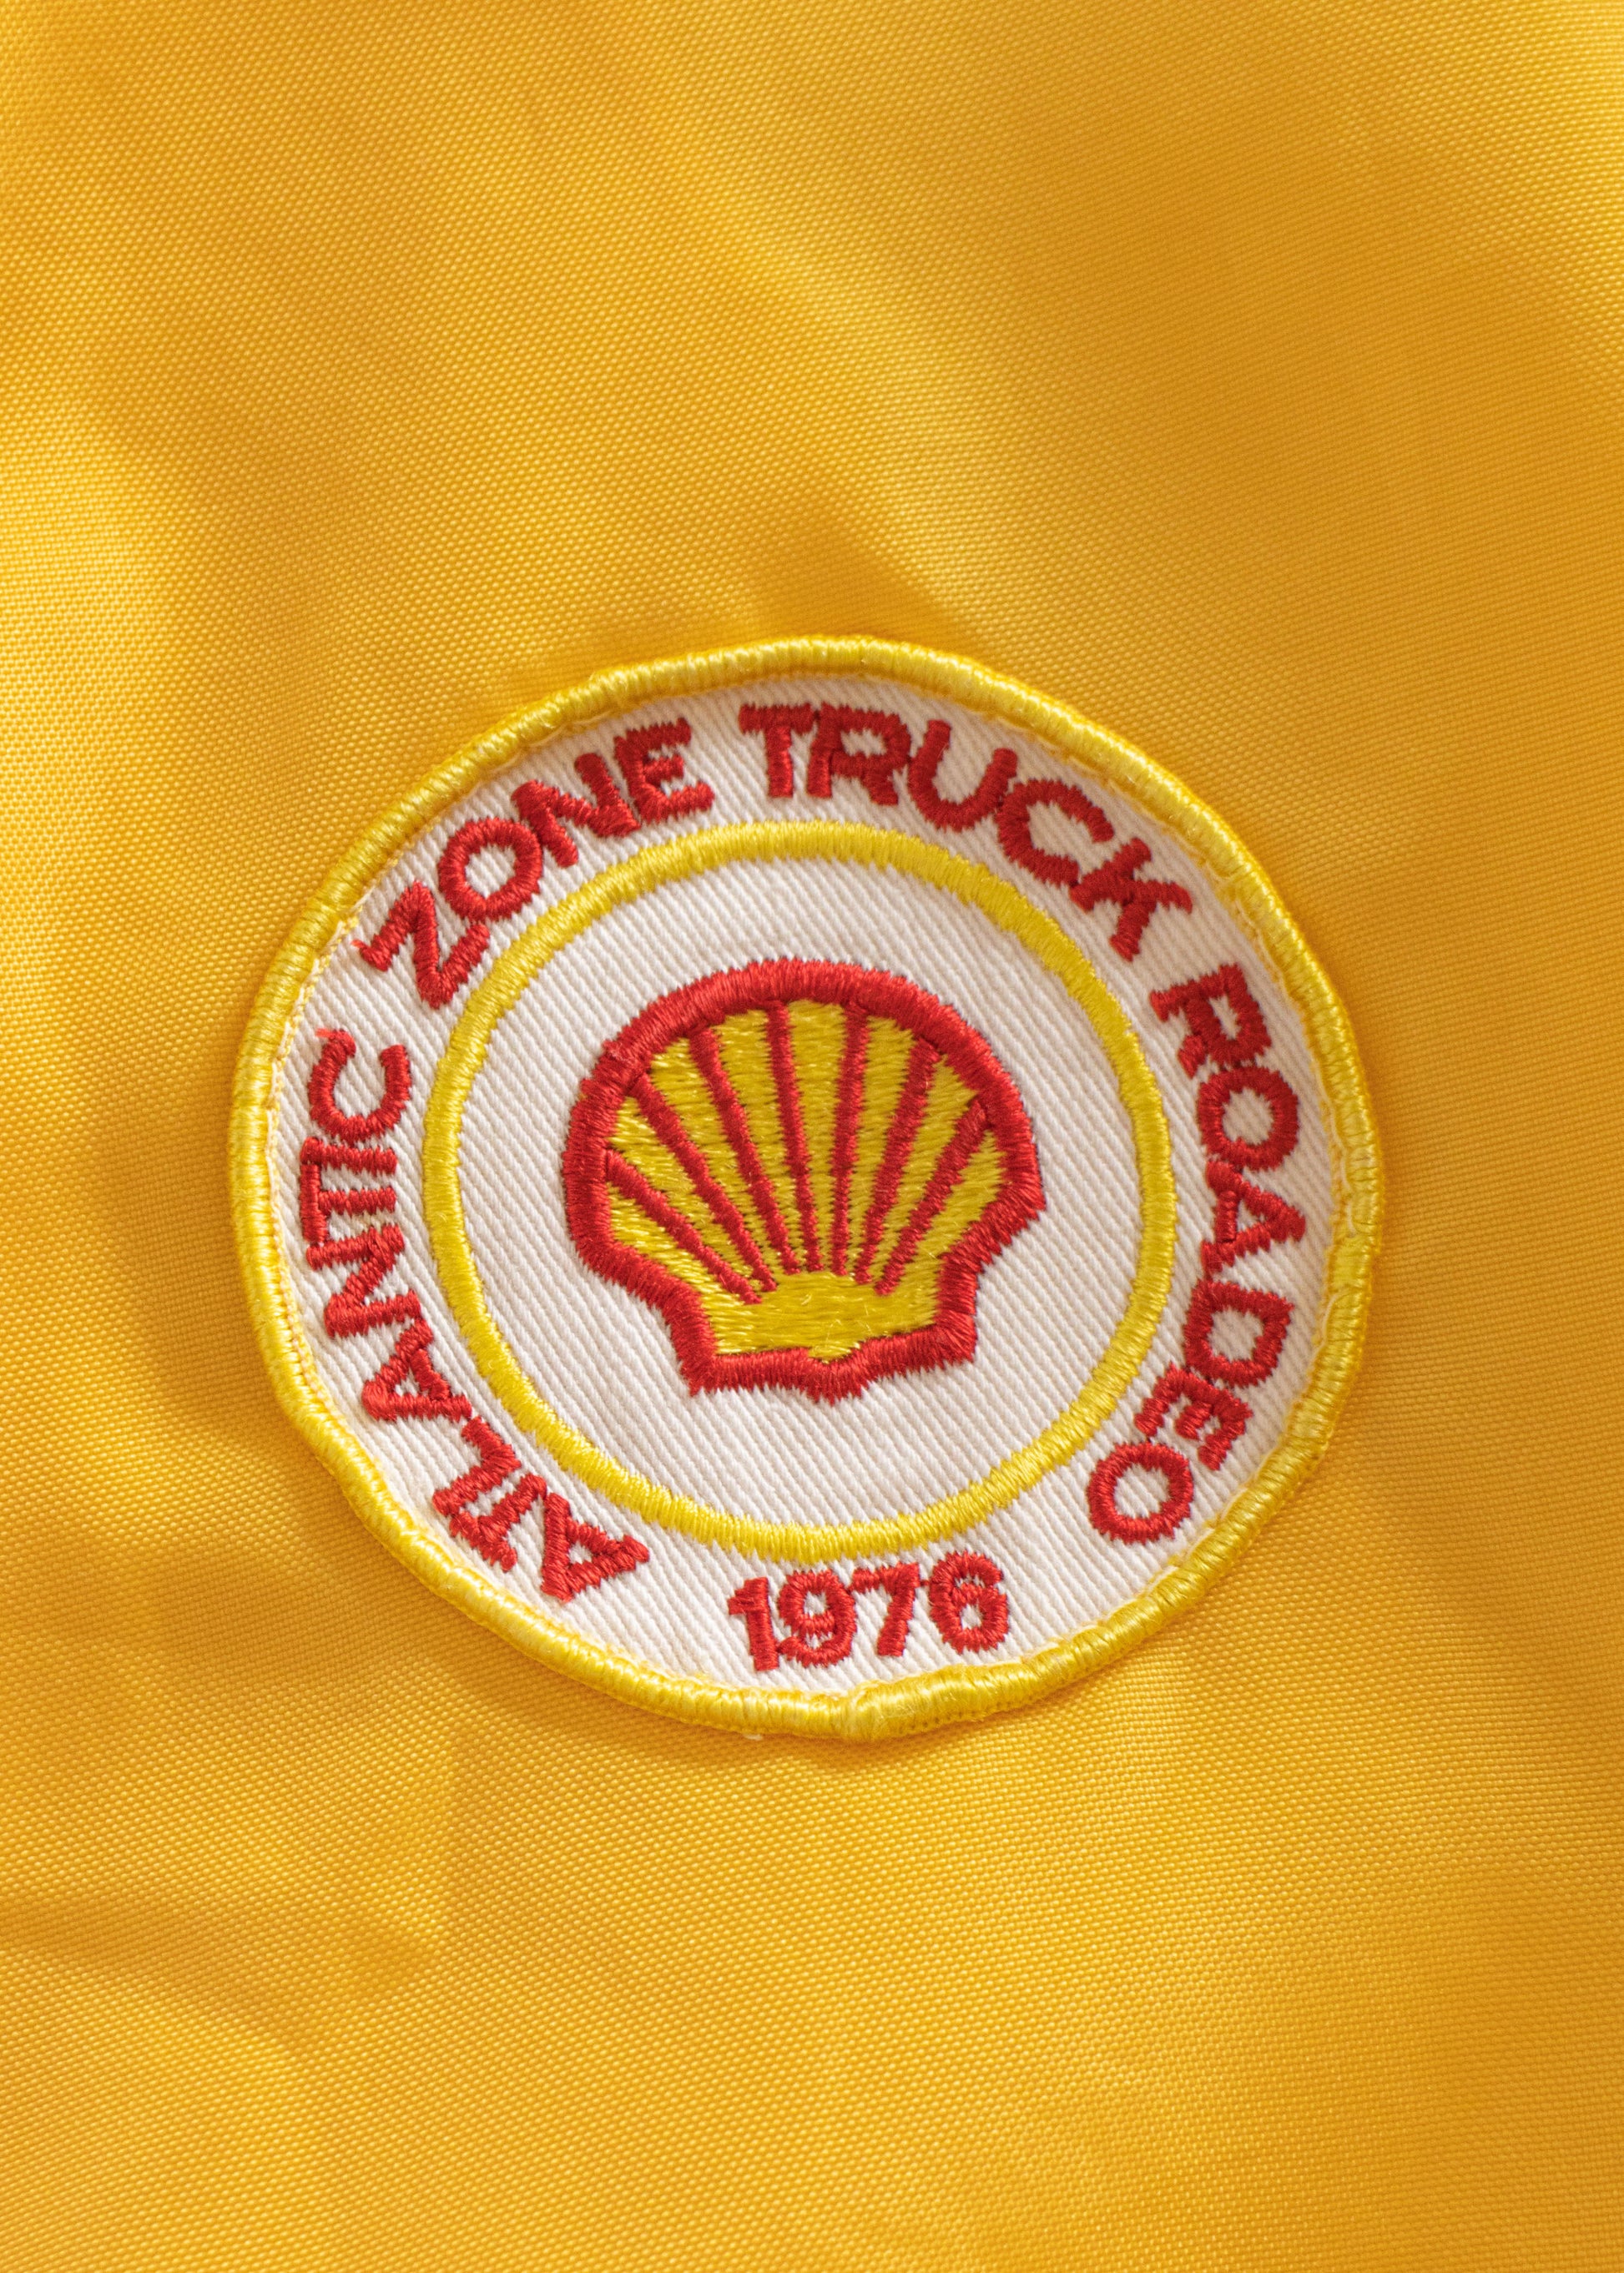 ATLANTIC ZONE TRUCK ROADEO
1976